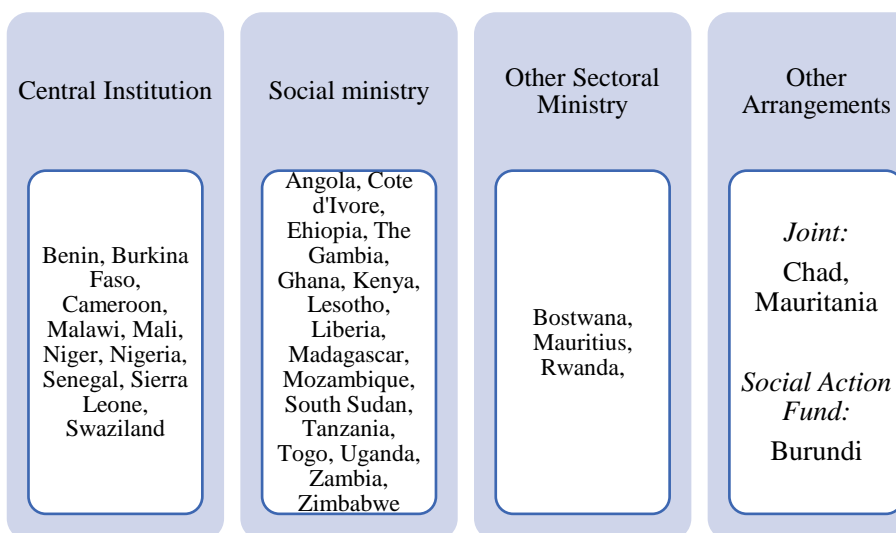 Central Institution
Benin, Burkina
Faso,
Cameroon,
Malawi, Mali,
Niger, Nigeria,
Senegal, Sierra
Leone,
Swaziland
Social ministry
Angola, Cote
d'Ivore,
Ehiopia, The
Gambia,
Ghana, Kenya,
Lesotho,
Liberia,
Madagascar,
Mozambique,
South Sudan,
Tanzania,
Togo, Uganda,
Zambia,
Zimbabwe
Other Sectoral
Ministry
Bostwana,
Mauritius,
Rwanda,
Other
Arrangements
Joint:
Chad,
Mauritania
Social Action
Fund:
Burundi